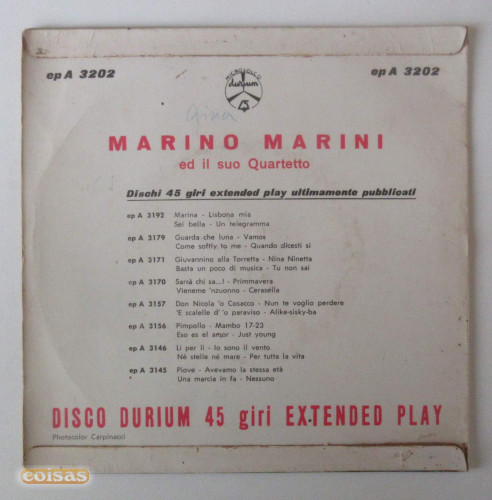 ep A 3202
MICROSOLCO
durium
ep A 3202
Gina
MARINO MARINI
ed il suo Quartetto
Dischi 45 giri extended play ultimamente pubblicati
ep A 3192 Marina - Lisbona mia
Sei bella - Un telegramma
ep A 3179 Guarda che luna - Vamos
Come softly to me - Quando dicesti si
ep A 3171 Giuvannino alla Torretta - Nina Ninetta
Basta un poco di musica - Tu non sai
ep A 3170 Sarrà chi sa...! - Primmavera
Vieneme 'nzuonno - Cerasella
ep A 3157 Don Nicola 'o Cosacco - Nun te voglio perdere
'E scalelle d' 'o paraviso - Alike-sisky-ba
ep A 3156 Pimpollo - Mambo 17-23
Eso es el amor - Just young
ep A 3146 Li per li - Io sono il vento
Né stelle né mare - Per tutta la vita
ep A 3145 Piove - Avevamo la stessa età
Una marcia in fa - Nessuno
DISCO DURIUM 45 giri EXTENDED PLAY
Photocolor Carpinacci
coisas